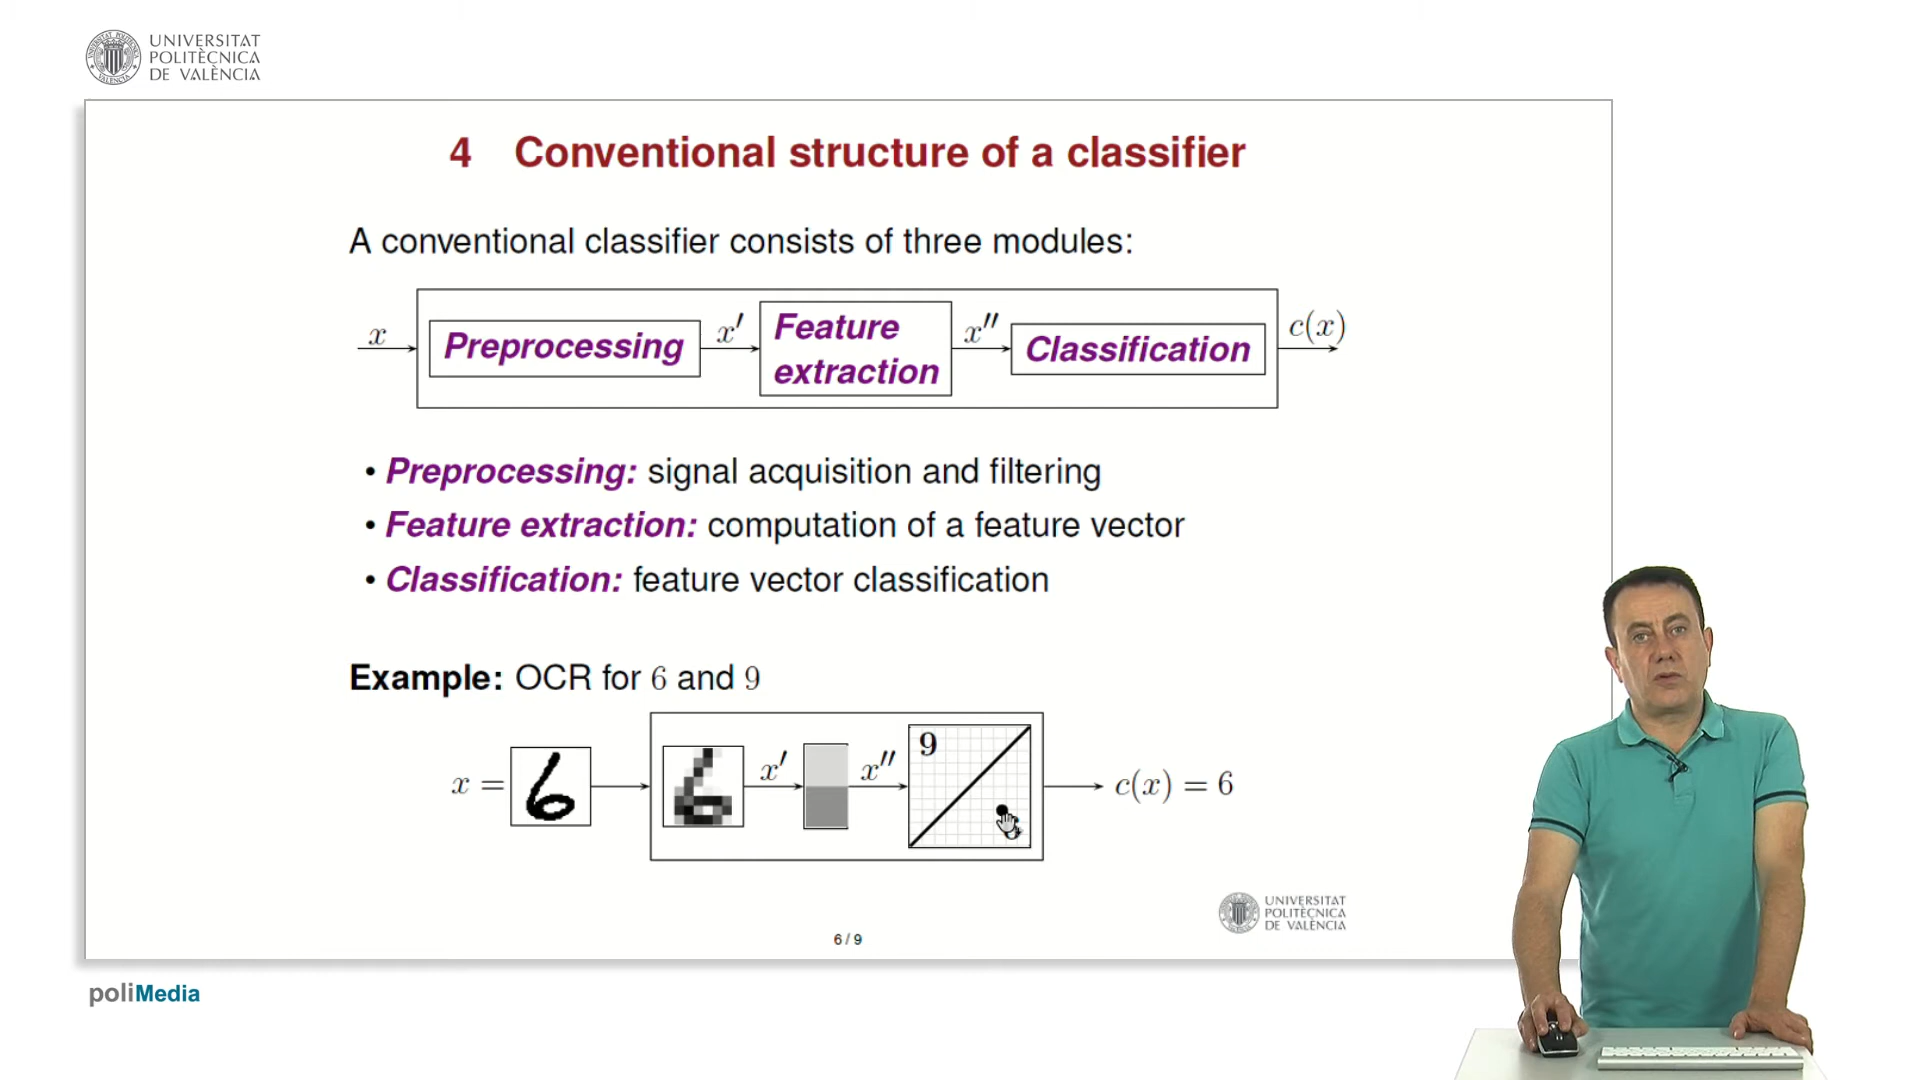 UNIVERSITAT
POLITÈCNICA
DE VALÈNCIA
4 Conventional structure of a classifier
A conventional classifier consists of three modules:
x Preprocessing x′ Feature extraction x″ Classification c(x)
• Preprocessing: signal acquisition and filtering
• Feature extraction: computation of a feature vector
• Classification: feature vector classification
Example: OCR for 6 and 9
x = 6 6 x′ x″ 9 c(x) = 6
UNIVERSITAT
POLITÈCNICA
DE VALÈNCIA
6 / 9
poliMedia